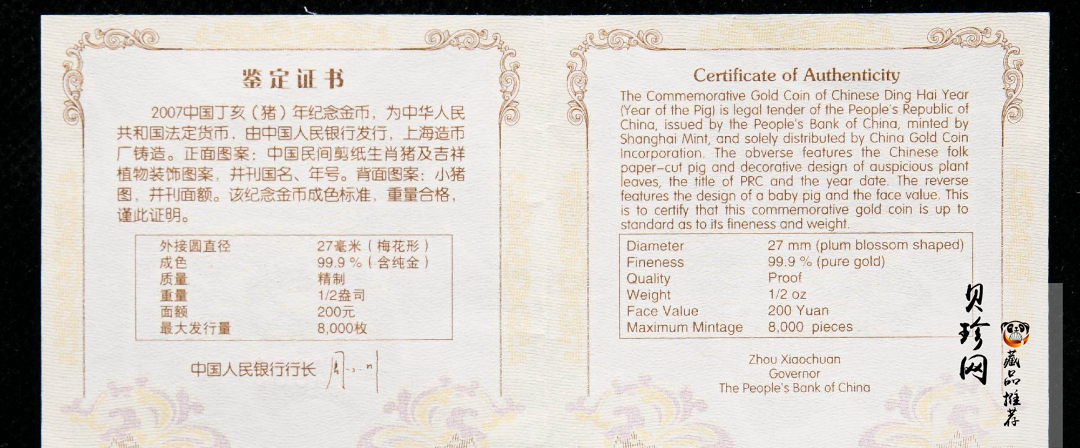 鉴定证书
2007中国丁亥（猪）年纪念金币，为中华人民
共和国法定货币，由中国人民银行发行，上海造币
厂铸造。正面图案：中国民间剪纸生肖猪及吉祥
植物装饰图案，并刊国名、年号。背面图案：小猪
图，并刊面额。该纪念金币成色标准，重量合格，
谨此证明。
外接圆直径 27毫米（梅花形）
成色 99.9 %（含纯金）
质量 精制
重量 1/2盎司
面额 200元
最大发行量 8,000枚
中国人民银行行长
Certificate of Authenticity
The Commemorative Gold Coin of Chinese Ding Hai Year
(Year of the Pig) is legal tender of the People's Republic of
China, issued by the People's Bank of China, minted by
Shanghai Mint, and solely distributed by China Gold Coin
Incorporation. The obverse features the Chinese folk
paper-cut pig and decorative design of auspicious plant
leaves, the title of PRC and the year date. The reverse
features the design of a baby pig and the face value. This
is to certify that this commemorative gold coin is up to
standard as to its fineness and weight.
Diameter 27 mm (plum blossom shaped)
Fineness 99.9 % (pure gold)
Quality Proof
Weight 1/2 oz
Face Value 200 Yuan
Maximum Mintage 8,000 pieces
Zhou Xiaochuan
Governor
The People's Bank of China
贝珍网
藏品推荐